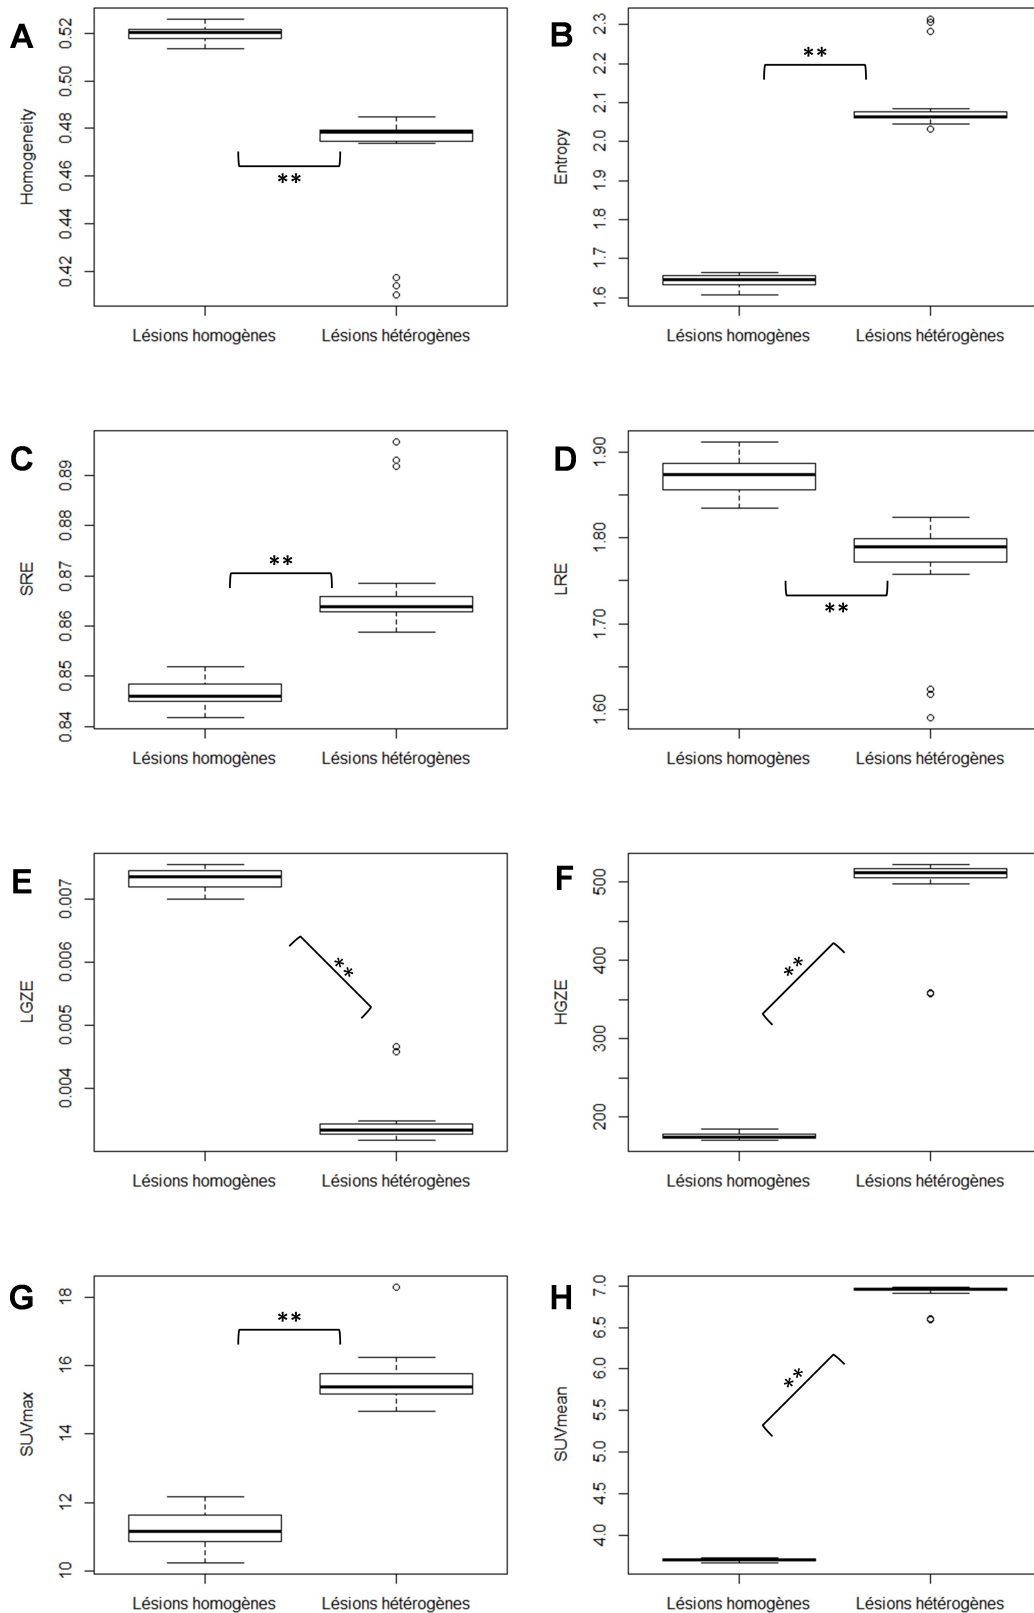 A
Homogeneity
0.52
0.50
0.48
0.46
0.44
0.42
**
Lésions homogènes
Lésions hétérogènes
B
Entropy
2.3
2.2
2.1
2.0
1.9
1.8
1.7
1.6
**
Lésions homogènes
Lésions hétérogènes
C
SRE
0.89
0.88
0.87
0.86
0.85
0.84
**
Lésions homogènes
Lésions hétérogènes
D
LRE
1.90
1.80
1.70
1.60
**
Lésions homogènes
Lésions hétérogènes
E
LGZE
0.007
0.006
0.005
0.004
**
Lésions homogènes
Lésions hétérogènes
F
HGZE
500
400
300
200
**
Lésions homogènes
Lésions hétérogènes
G
SUVmax
18
16
14
12
10
**
Lésions homogènes
Lésions hétérogènes
H
SUVmean
7.0
6.5
6.0
5.5
5.0
4.5
4.0
**
Lésions homogènes
Lésions hétérogènes